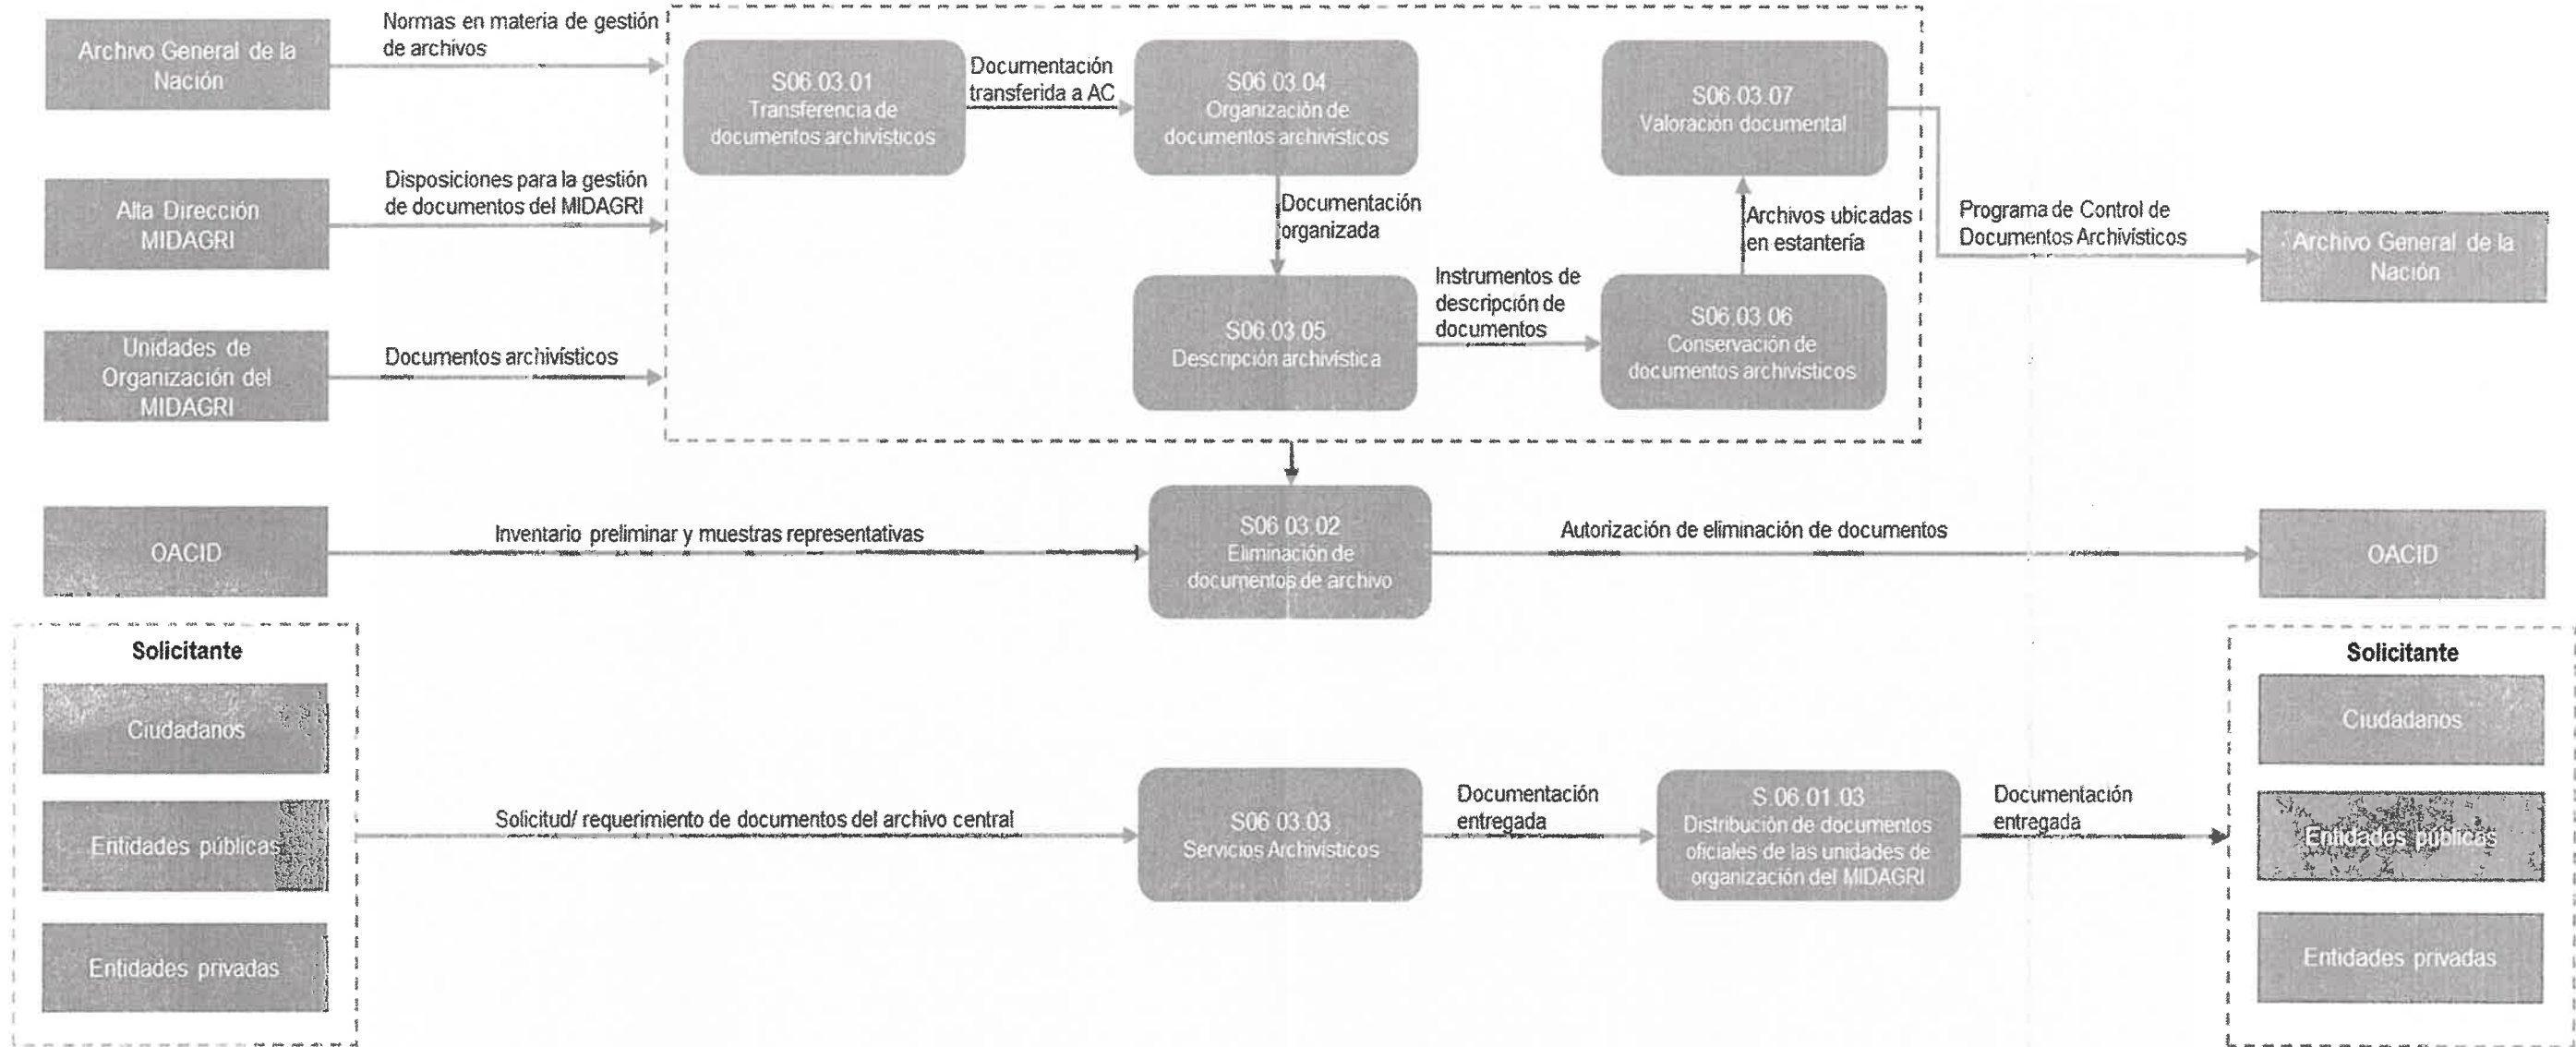 Archivo General de la
Nación
Normas en materia de gestión
de archivos
S06.03.01
Transferencia de
documentos archivísticos
Documentación
transferida a AC
S06.03.04
Organización de
documentos archivísticos
S06.03.07
Valoración documental
Alta Dirección
MIDAGRI
Disposiciones para la gestión
de documentos del MIDAGRI
Documentación
organizada
Archivos ubicadas
en estantería
Programa de Control de
Documentos Archivísticos
Archivo General de la
Nación
Unidades de
Organización del
MIDAGRI
Documentos archivísticos
S06.03.05
Descripción archivística
Instrumentos de
descripción de
documentos
S06.03.06
Conservación de
documentos archivísticos
OACID
Inventario preliminar y muestras representativas
S06.03.02
Eliminación de
documentos de archivo
Autorización de eliminación de documentos
OACID
Solicitante
Ciudadanos
Entidades públicas
Entidades privadas
Solicitud/ requerimiento de documentos del archivo central
S06.03.03
Servicios Archivísticos
Documentación
entregada
S.06.01.03
Distribución de documentos
oficiales de las unidades de
organización del MIDAGRI
Documentación
entregada
Solicitante
Ciudadanos
Entidades públicas
Entidades privadas